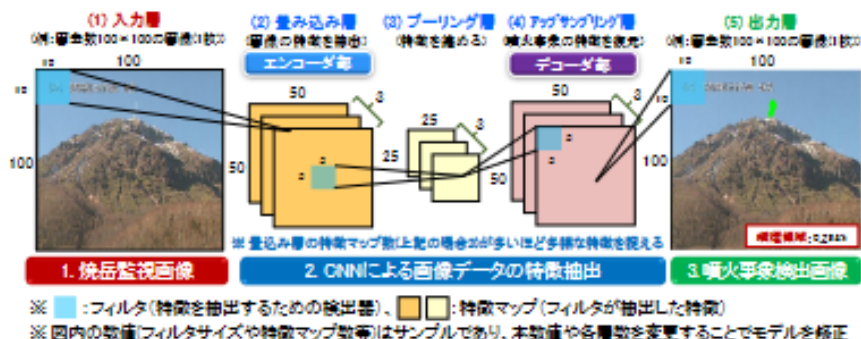 (1) 入力層
(2) 畳み込み層
(3) プーリング層
(4) アップサンプリング層
(5) 出力層
(例:画素数100×100の画像(1枚))
(画像の特徴を抽出)
(特徴を縮める)
(噴火事象の特徴を復元)
(例:画素数100×100の画像(1枚))
エンコーダ部
デコーダ部
100
100
50
50
3
25
25
3
50
50
3
100
100
※ 畳込み層の特徴マップ数(上記の場合3)が多いほど多様な特徴を捉える
1. 焼岳監視画像
2. CNNによる画像データの特徴抽出
3. 噴火事象検出画像
※ :フィルタ(特徴を抽出するための検出器)、 :特徴マップ(フィルタが抽出した特徴)
※ 図内の数値(フィルタサイズや特徴マップ数等)はサンプルであり、本数値や各層数を変更することでモデルを修正